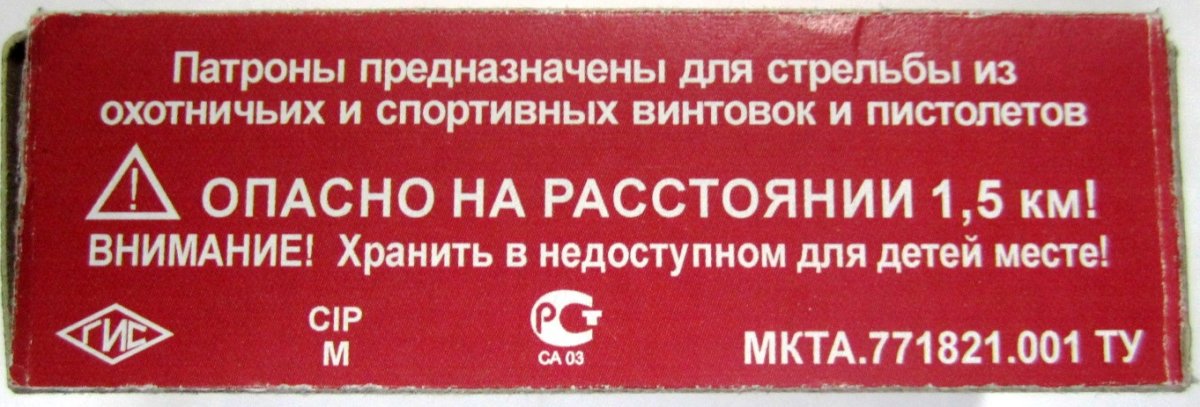 Патроны предназначены для стрельбы из
охотничьих и спортивных винтовок и пистолетов
! ОПАСНО НА РАССТОЯНИИ 1,5 км!
ВНИМАНИЕ! Хранить в недоступном для детей месте!
ГИС
CIP
М
РСТ
СА 03
МКТА.771821.001 ТУ